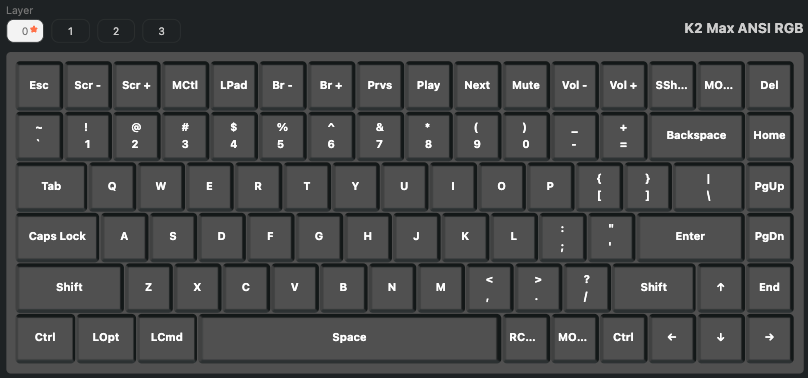 Layer
0 1 2 3
K2 Max ANSI RGB
Esc Scr - Scr + MCtl LPad Br - Br + Prvs Play Next Mute Vol - Vol + SSh... MO... Del
~ ! @ # $ % ^ & * ( ) _ +
` 1 2 3 4 5 6 7 8 9 0 - = Backspace Home
Tab Q W E R T Y U I O P { [ } ] | \ PgUp
Caps Lock A S D F G H J K L : ; " ' Enter PgDn
Shift Z X C V B N M < , > . ? / Shift ↑ End
Ctrl LOpt LCmd Space RC... MO... Ctrl ← ↓ →